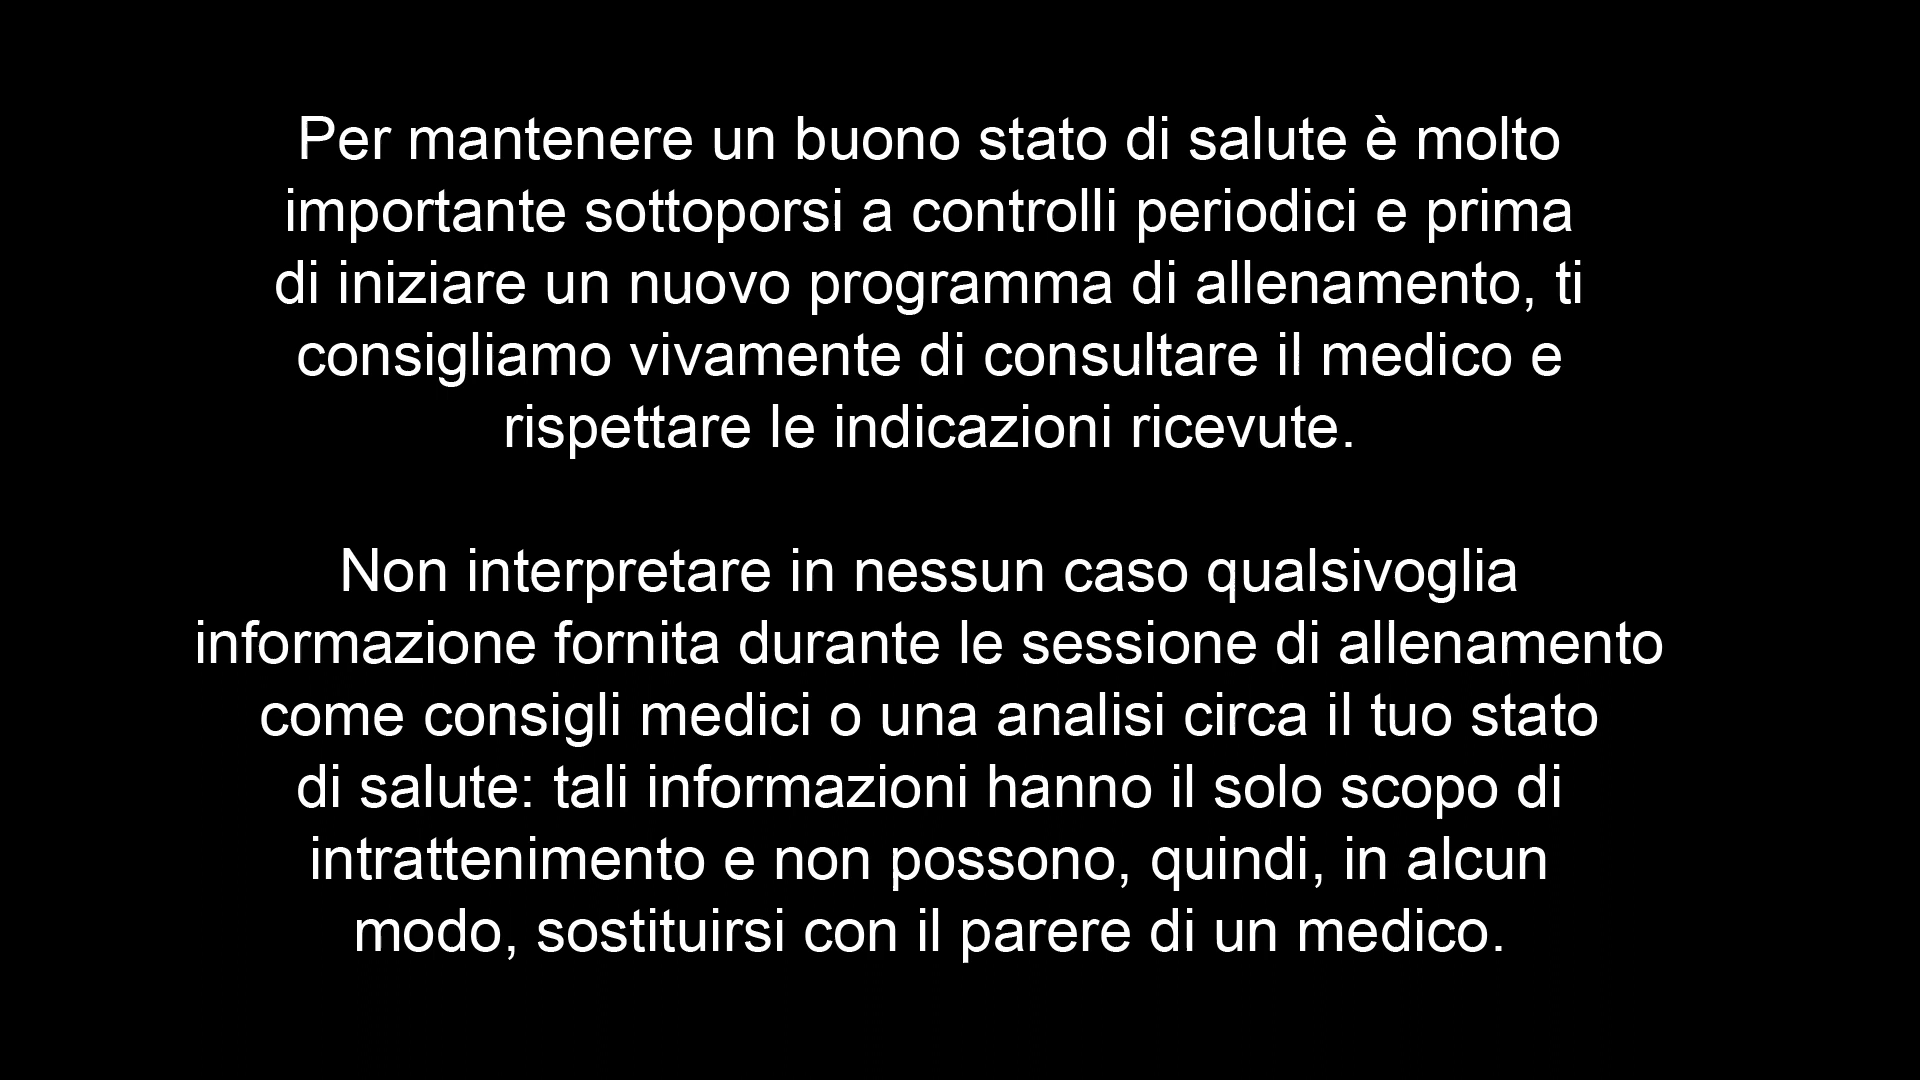 Per mantenere un buono stato di salute è molto
importante sottoporsi a controlli periodici e prima
di iniziare un nuovo programma di allenamento, ti
consigliamo vivamente di consultare il medico e
rispettare le indicazioni ricevute.
Non interpretare in nessun caso qualsivoglia
informazione fornita durante le sessione di allenamento
come consigli medici o una analisi circa il tuo stato
di salute: tali informazioni hanno il solo scopo di
intrattenimento e non possono, quindi, in alcun
modo, sostituirsi con il parere di un medico.